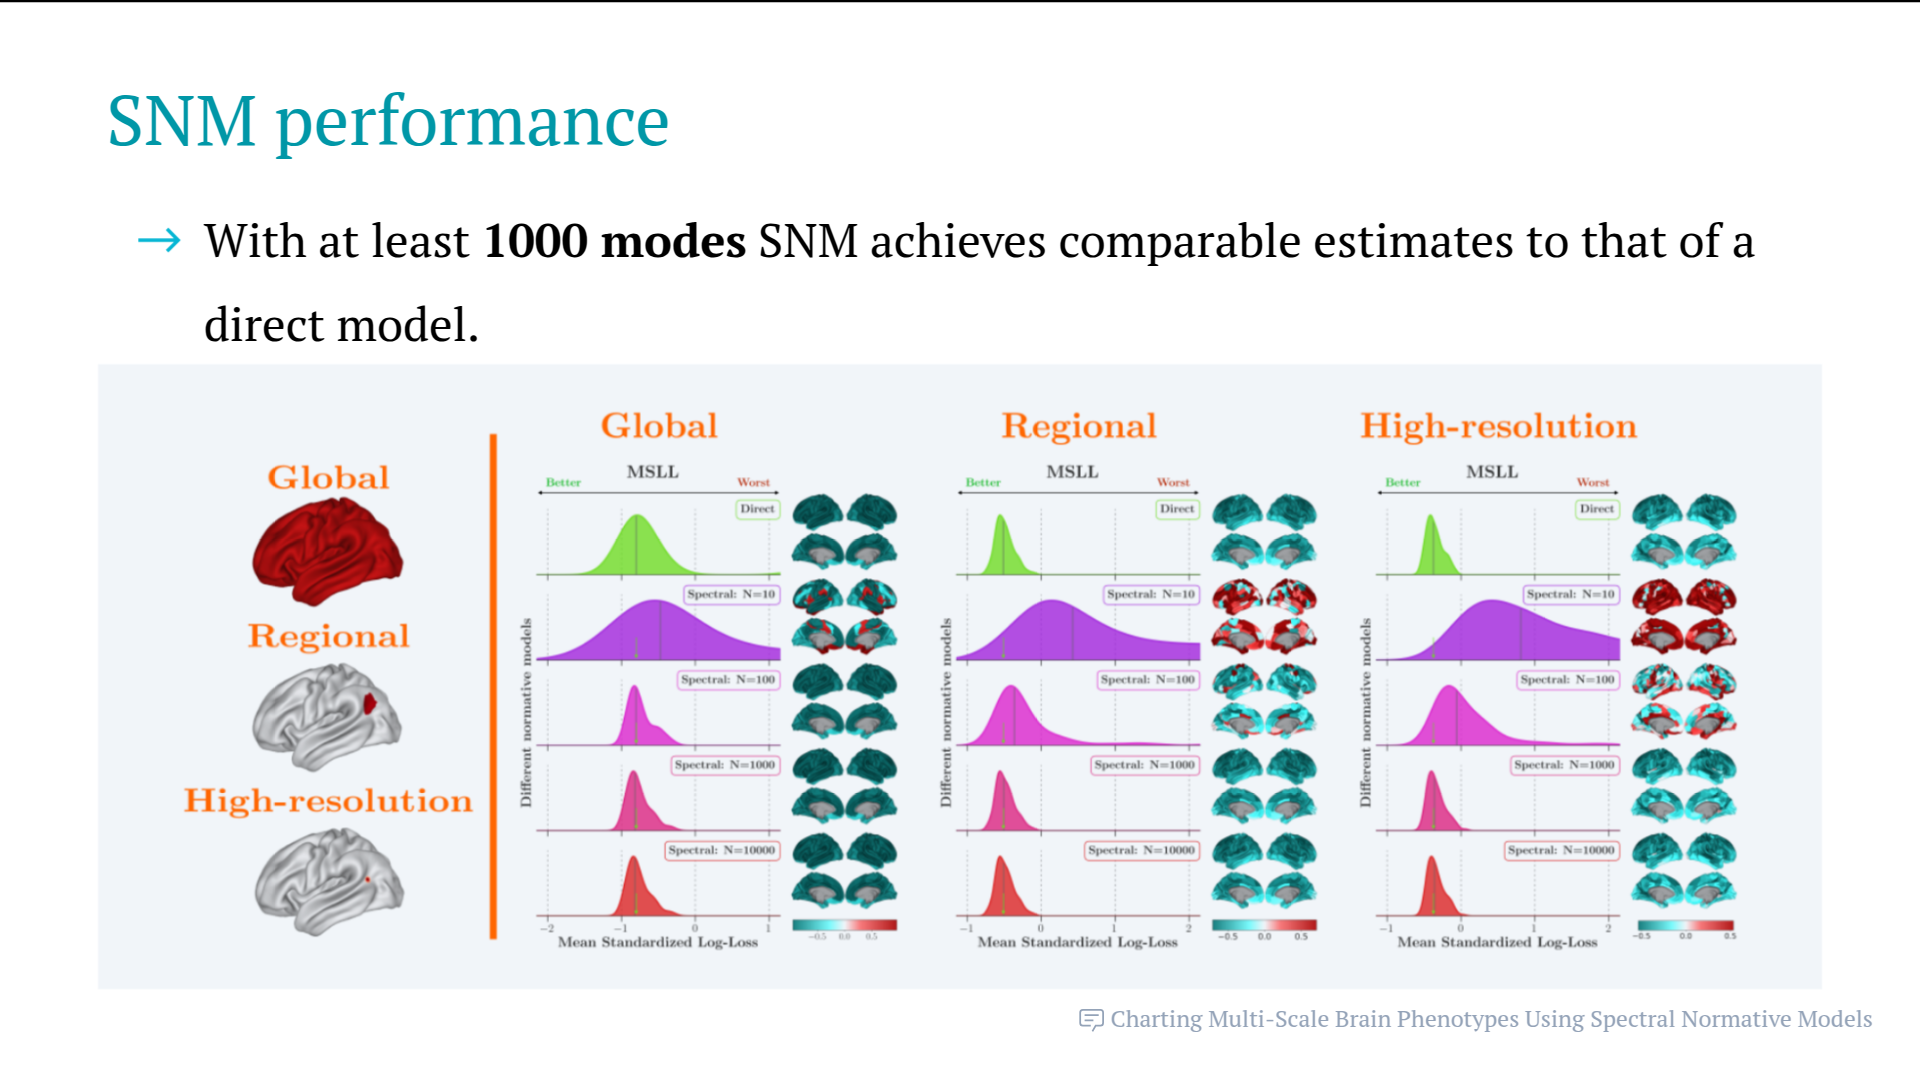 SNM performance
→ With at least 1000 modes SNM achieves comparable estimates to that of a
direct model.
Global
Regional
High-resolution
Global
MSLL
Better
Worst
Different normative models
Direct
Spectral: N=10
Spectral: N=100
Spectral: N=1000
Spectral: N=10000
−2 −1 0 1
Mean Standardized Log-Loss
−0.5 0.0 0.5
Regional
MSLL
Better
Worst
Different normative models
Direct
Spectral: N=10
Spectral: N=100
Spectral: N=1000
Spectral: N=10000
−1 0 1 2
Mean Standardized Log-Loss
−0.5 0.0 0.5
High-resolution
MSLL
Better
Worst
Different normative models
Direct
Spectral: N=10
Spectral: N=100
Spectral: N=1000
Spectral: N=10000
−1 0 1 2
Mean Standardized Log-Loss
−0.5 0.0 0.5
Charting Multi-Scale Brain Phenotypes Using Spectral Normative Models